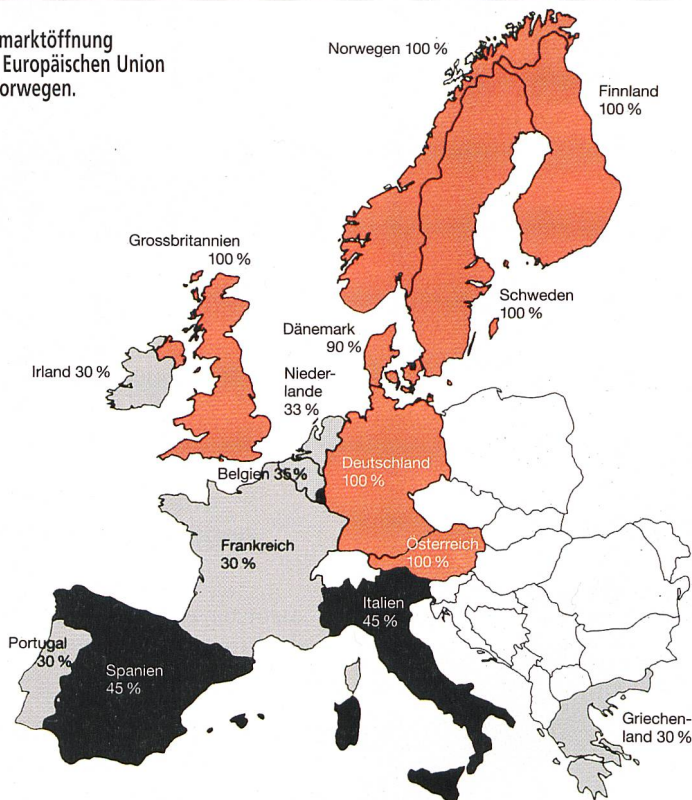 marktöffnung
Europäischen Union
orwegen.
Norwegen 100 %
Finnland
100 %
Grossbritannien
100 %
Schweden
100 %
Dänemark
90 %
Irland 30 %
Nieder-
lande
33 %
Belgien 35%
Deutschland
100 %
Frankreich
30 %
Österreich
100 %
Italien
45 %
Portugal
30 %
Spanien
45 %
Griechen-
land 30 %